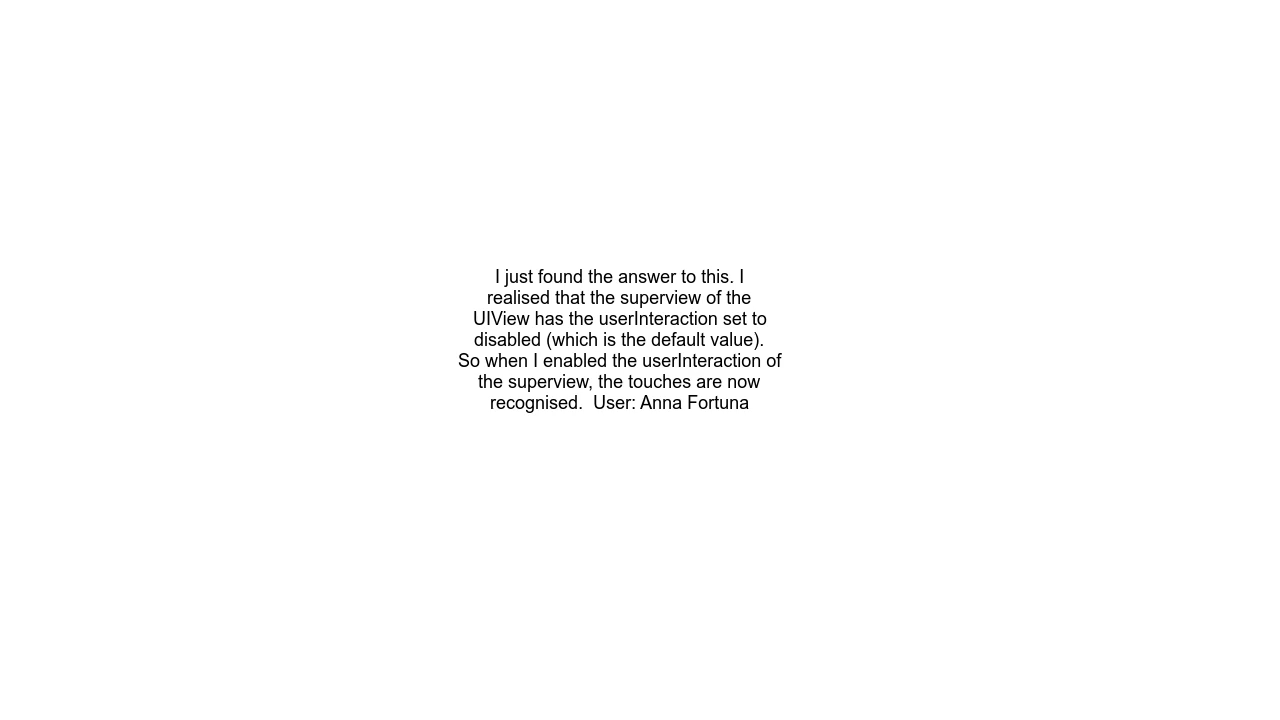 I just found the answer to this. I
realised that the superview of the
UIView has the userInteraction set to
disabled (which is the default value).
So when I enabled the userInteraction of
the superview, the touches are now
recognised.  User: Anna Fortuna